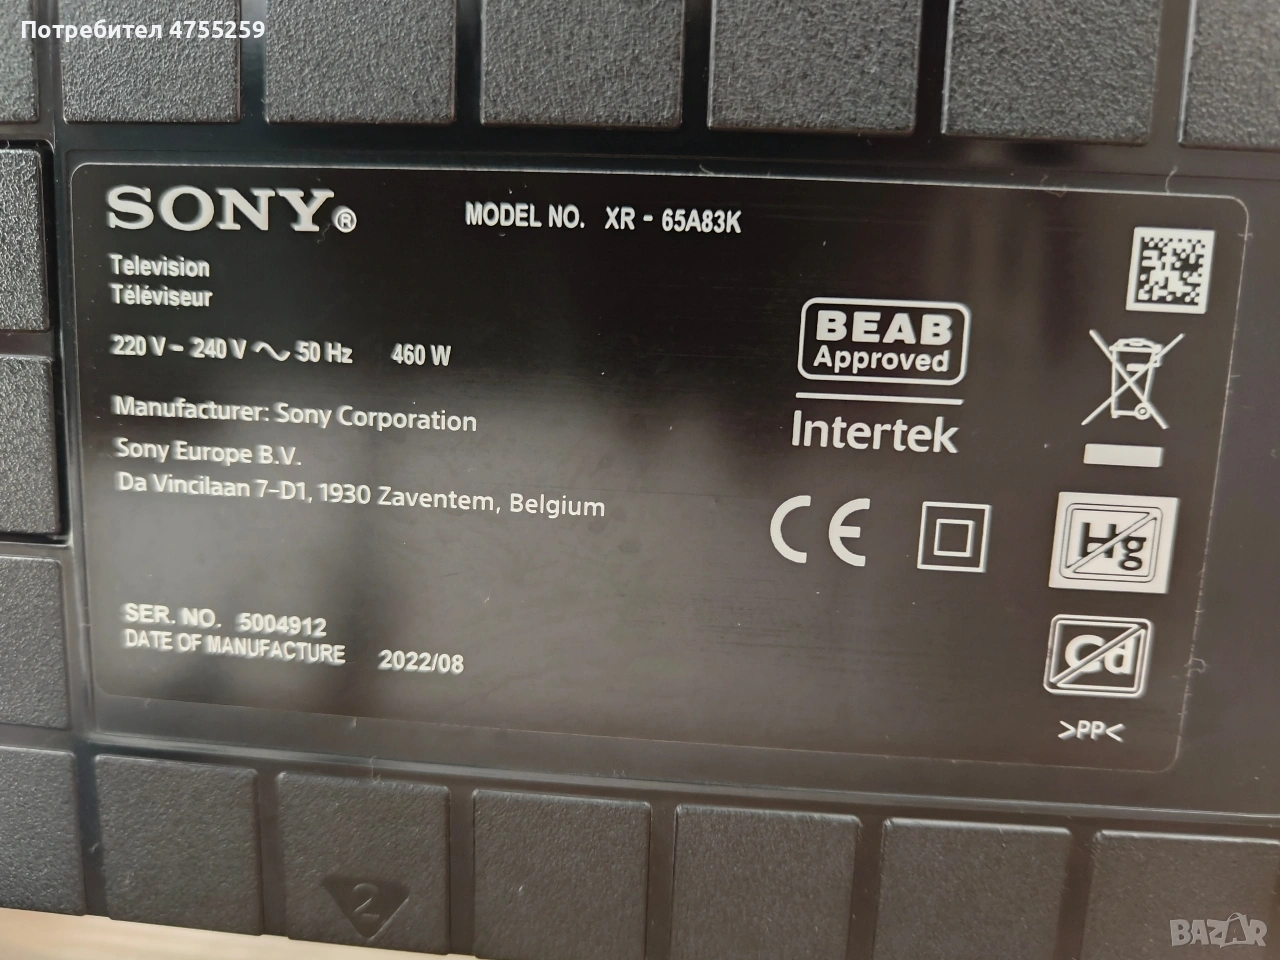 Потребител 4755259
SONY®
MODEL NO. XR - 65A83K
Television
Téléviseur
220 V ~ 240 V ∿ 50 Hz 460 W
Manufacturer: Sony Corporation
Sony Europe B.V.
Da Vincilaan 7-D1, 1930 Zaventem, Belgium
SER. NO. 5004912
DATE OF MANUFACTURE 2022/08
BEAB
Approved
Intertek
CE
Hg
Cd
>PP<
2
BAZAR